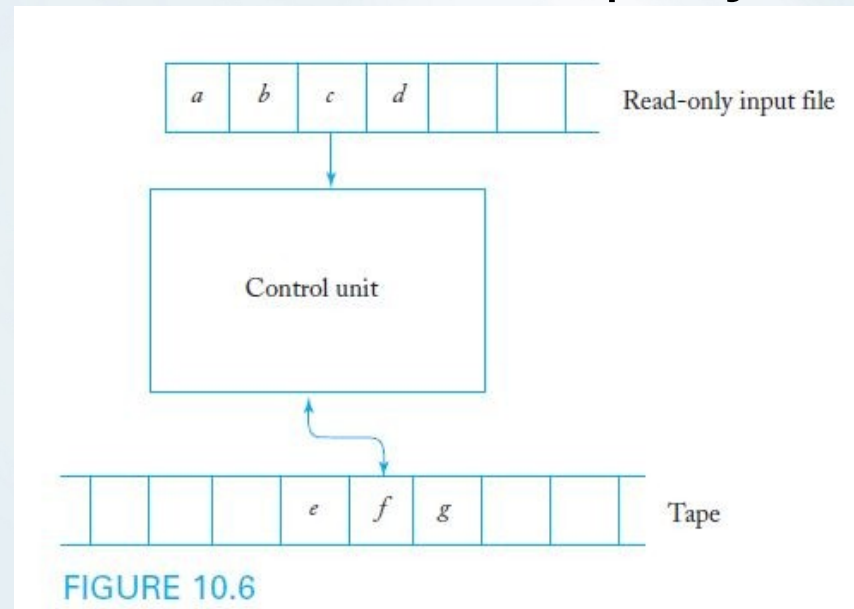 a b c d
Read-only input file
Control unit
e f g
Tape
FIGURE 10.6